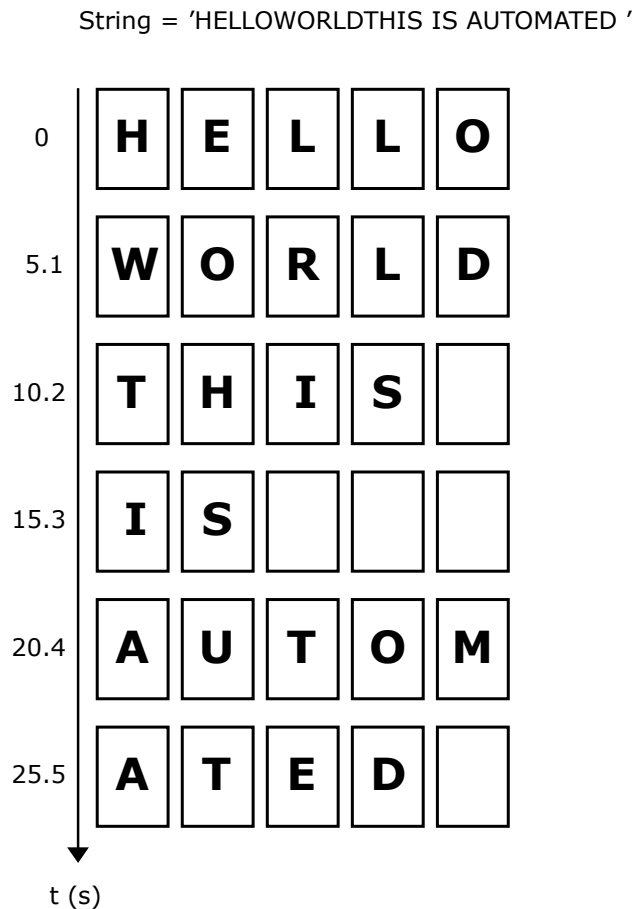 String = ’HELLOWORLDTHIS IS AUTOMATED ’
0 H E L L O
5.1 W O R L D
10.2 T H I S
15.3 I S
20.4 A U T O M
25.5 A T E D
t (s)